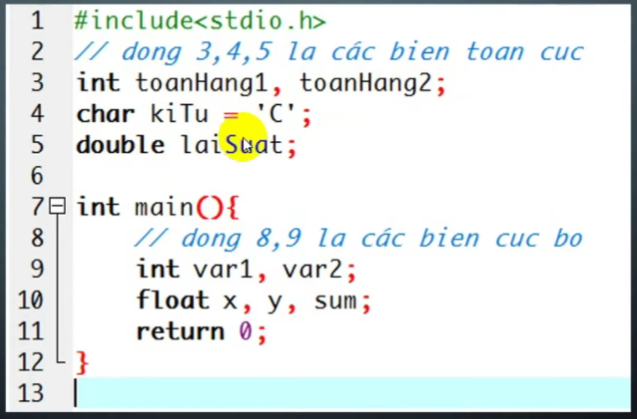 1 #include<stdio.h>
2 // dong 3,4,5 la các bien toan cuc
3 int toanHang1, toanHang2;
4 char kiTu = 'C';
5 double laiSuat;
6
7 int main(){
8 // dong 8,9 la các bien cuc bo
9 int var1, var2;
10 float x, y, sum;
11 return 0;
12 }
13